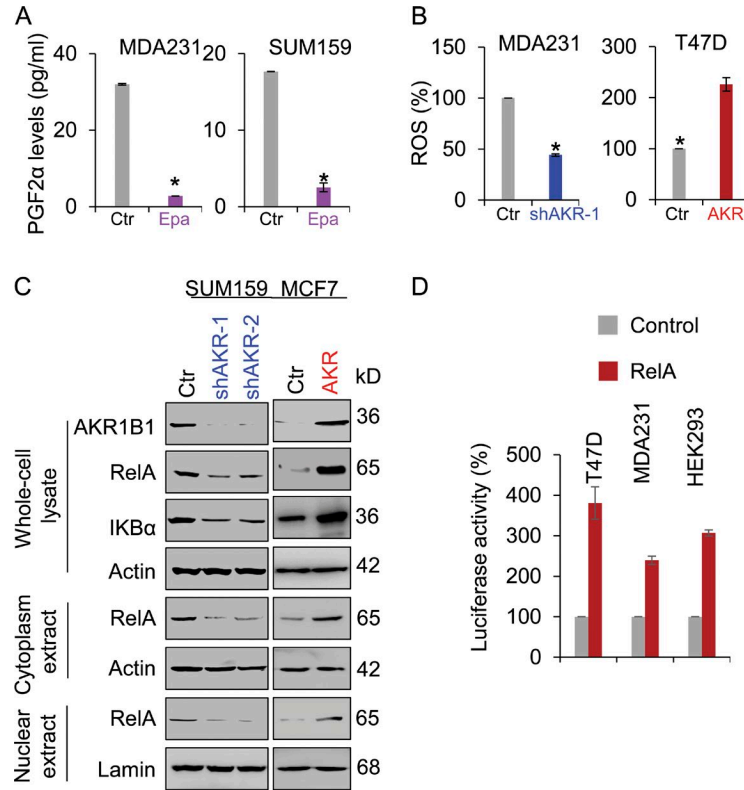 A
MDA231
SUM159
PGF2α levels (pg/ml)
40
20
0
Ctr
Epa
*
20
10
0
Ctr
Epa
*
B
MDA231
T47D
ROS (%)
150
100
50
0
Ctr
shAKR-1
*
300
200
100
0
Ctr
AKR
*
C
SUM159 MCF7
Ctr
shAKR-1
shAKR-2
Ctr
AKR
kD
Whole-cell
lysate
AKR1B1 36
RelA 65
IKBα 36
Actin 42
Cytoplasm
extract
RelA 65
Actin 42
Nuclear
extract
RelA 65
Lamin 68
D
Control
RelA
T47D
MDA231
HEK293
Luciferase activity (%)
500
400
300
200
100
0